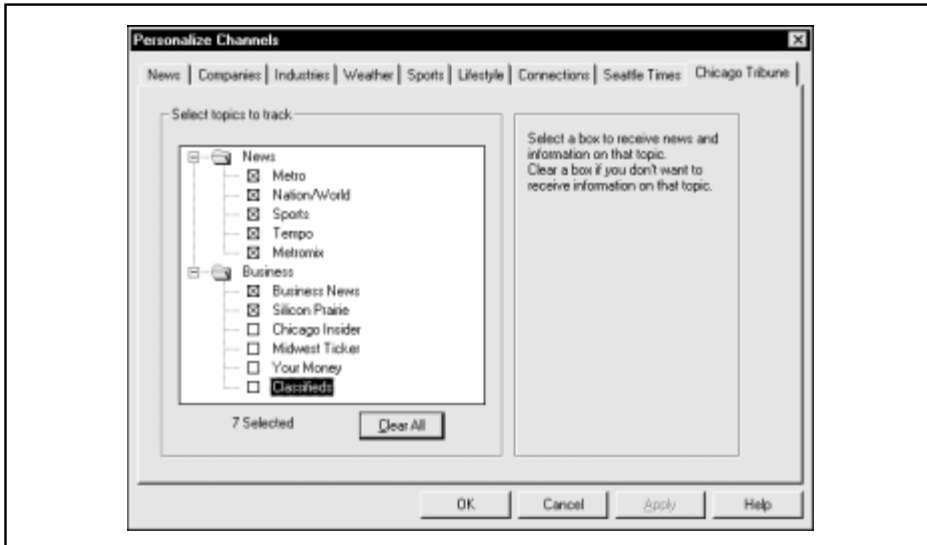 Personalize Channels
News Companies Industries Weather Sports Lifestyle Connections Seattle Times Chicago Tribune
Select topics to track
News
Metro
Nation/World
Sports
Tempo
Metromix
Business
Business News
Silicon Prairie
Chicago Insider
Midwest Ticker
Your Money
Classifieds
7 Selected
Clear All
Select a box to receive news and
information on that topic.
Clear a box if you don't want to
receive information on that topic.
OK Cancel Apply Help